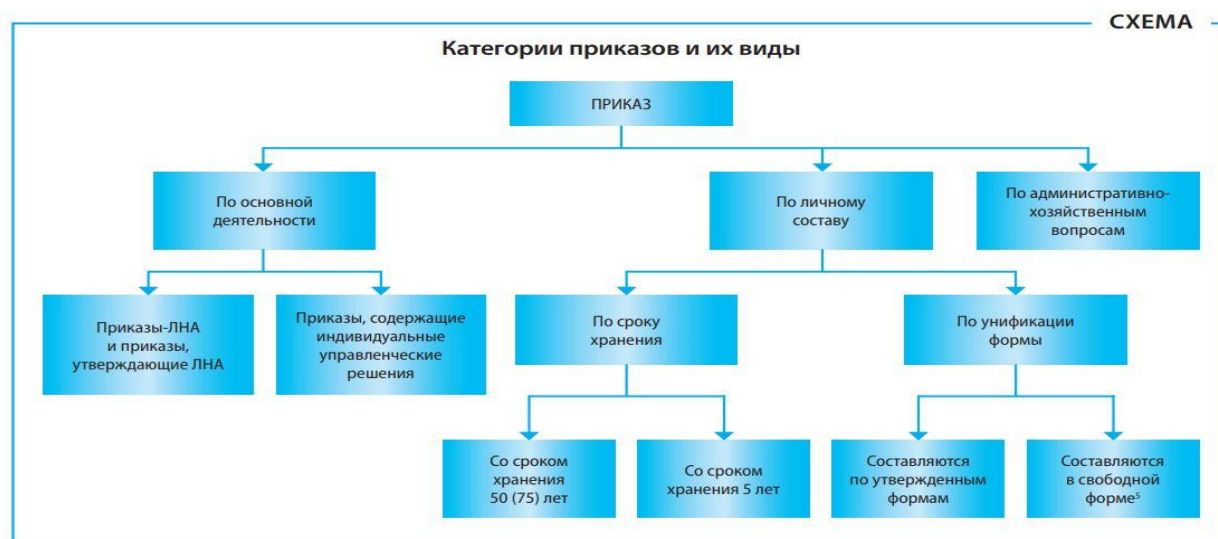 СХЕМА
Категории приказов и их виды
ПРИКАЗ
По основной
деятельности
По личному
составу
По административно-
хозяйственным
вопросам
Приказы-ЛНА
и приказы,
утверждающие ЛНА
Приказы, содержащие
индивидуальные
управленческие
решения
По сроку
хранения
По унификации
формы
Со сроком
хранения
50 (75) лет
Со сроком
хранения 5 лет
Составляются
по утвержденным
формам
Составляются
в свободной
форме⁵